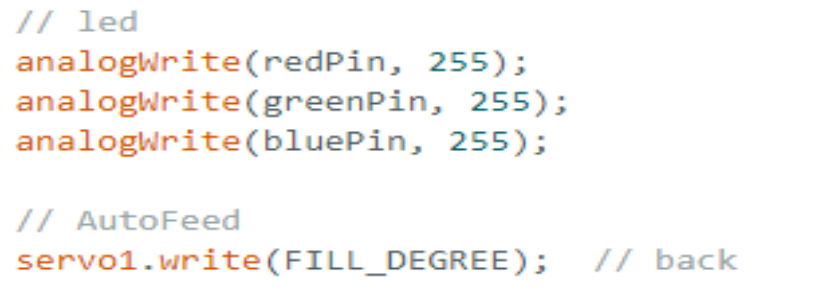 // led
analogWrite(redPin, 255);
analogWrite(greenPin, 255);
analogWrite(bluePin, 255);
// AutoFeed
servo1.write(FILL_DEGREE);  // back